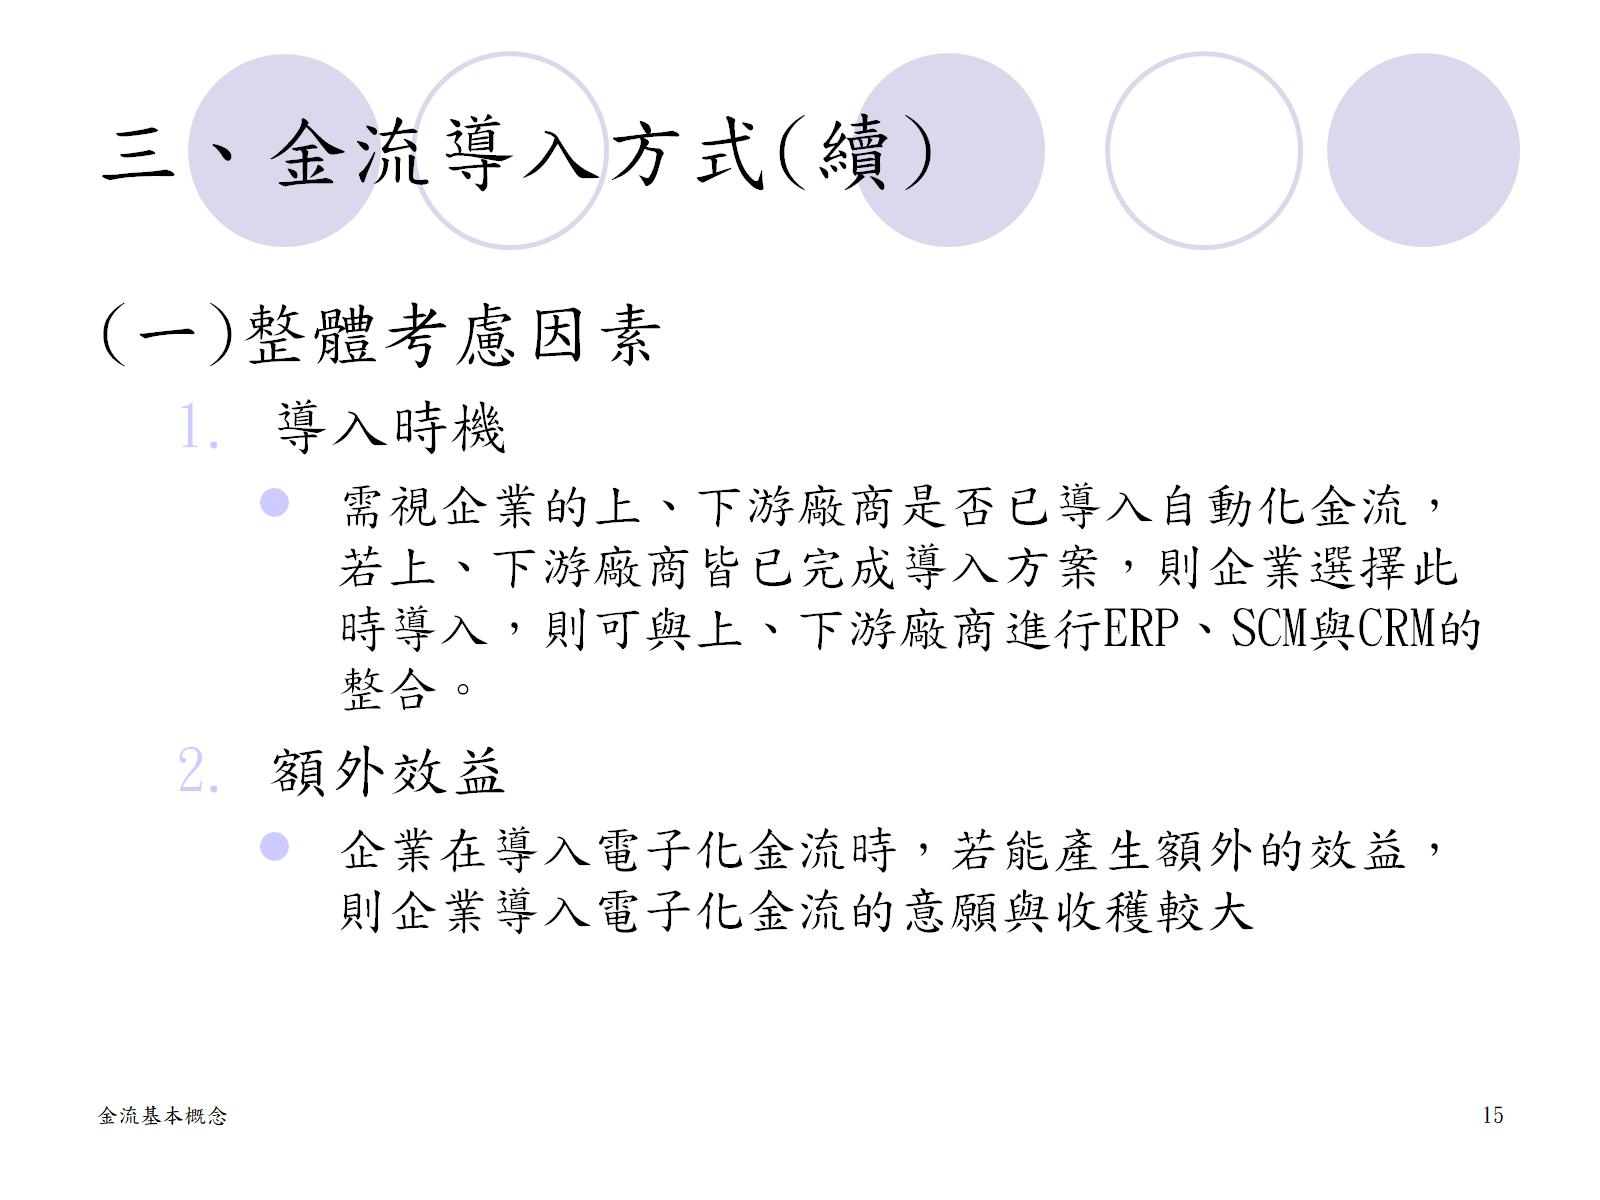 三、金流導入方式(續)
(一)整體考慮因素
1. 導入時機
需視企業的上、下游廠商是否已導入自動化金流，
若上、下游廠商皆已完成導入方案，則企業選擇此
時導入，則可與上、下游廠商進行ERP、SCM與CRM的
整合。
2. 額外效益
企業在導入電子化金流時，若能產生額外的效益，
則企業導入電子化金流的意願與收穫較大
金流基本概念
15